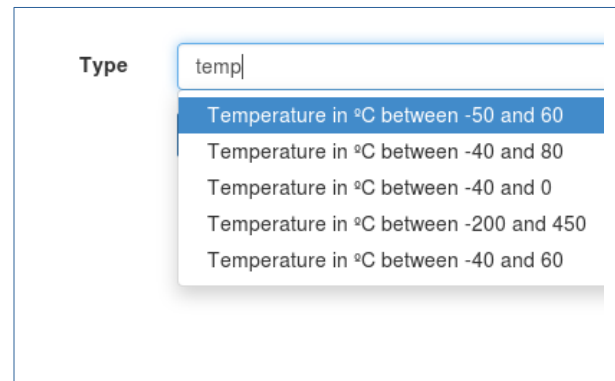 Type
temp
Temperature in ºC between -50 and 60
Temperature in ºC between -40 and 80
Temperature in ºC between -40 and 0
Temperature in ºC between -200 and 450
Temperature in ºC between -40 and 60